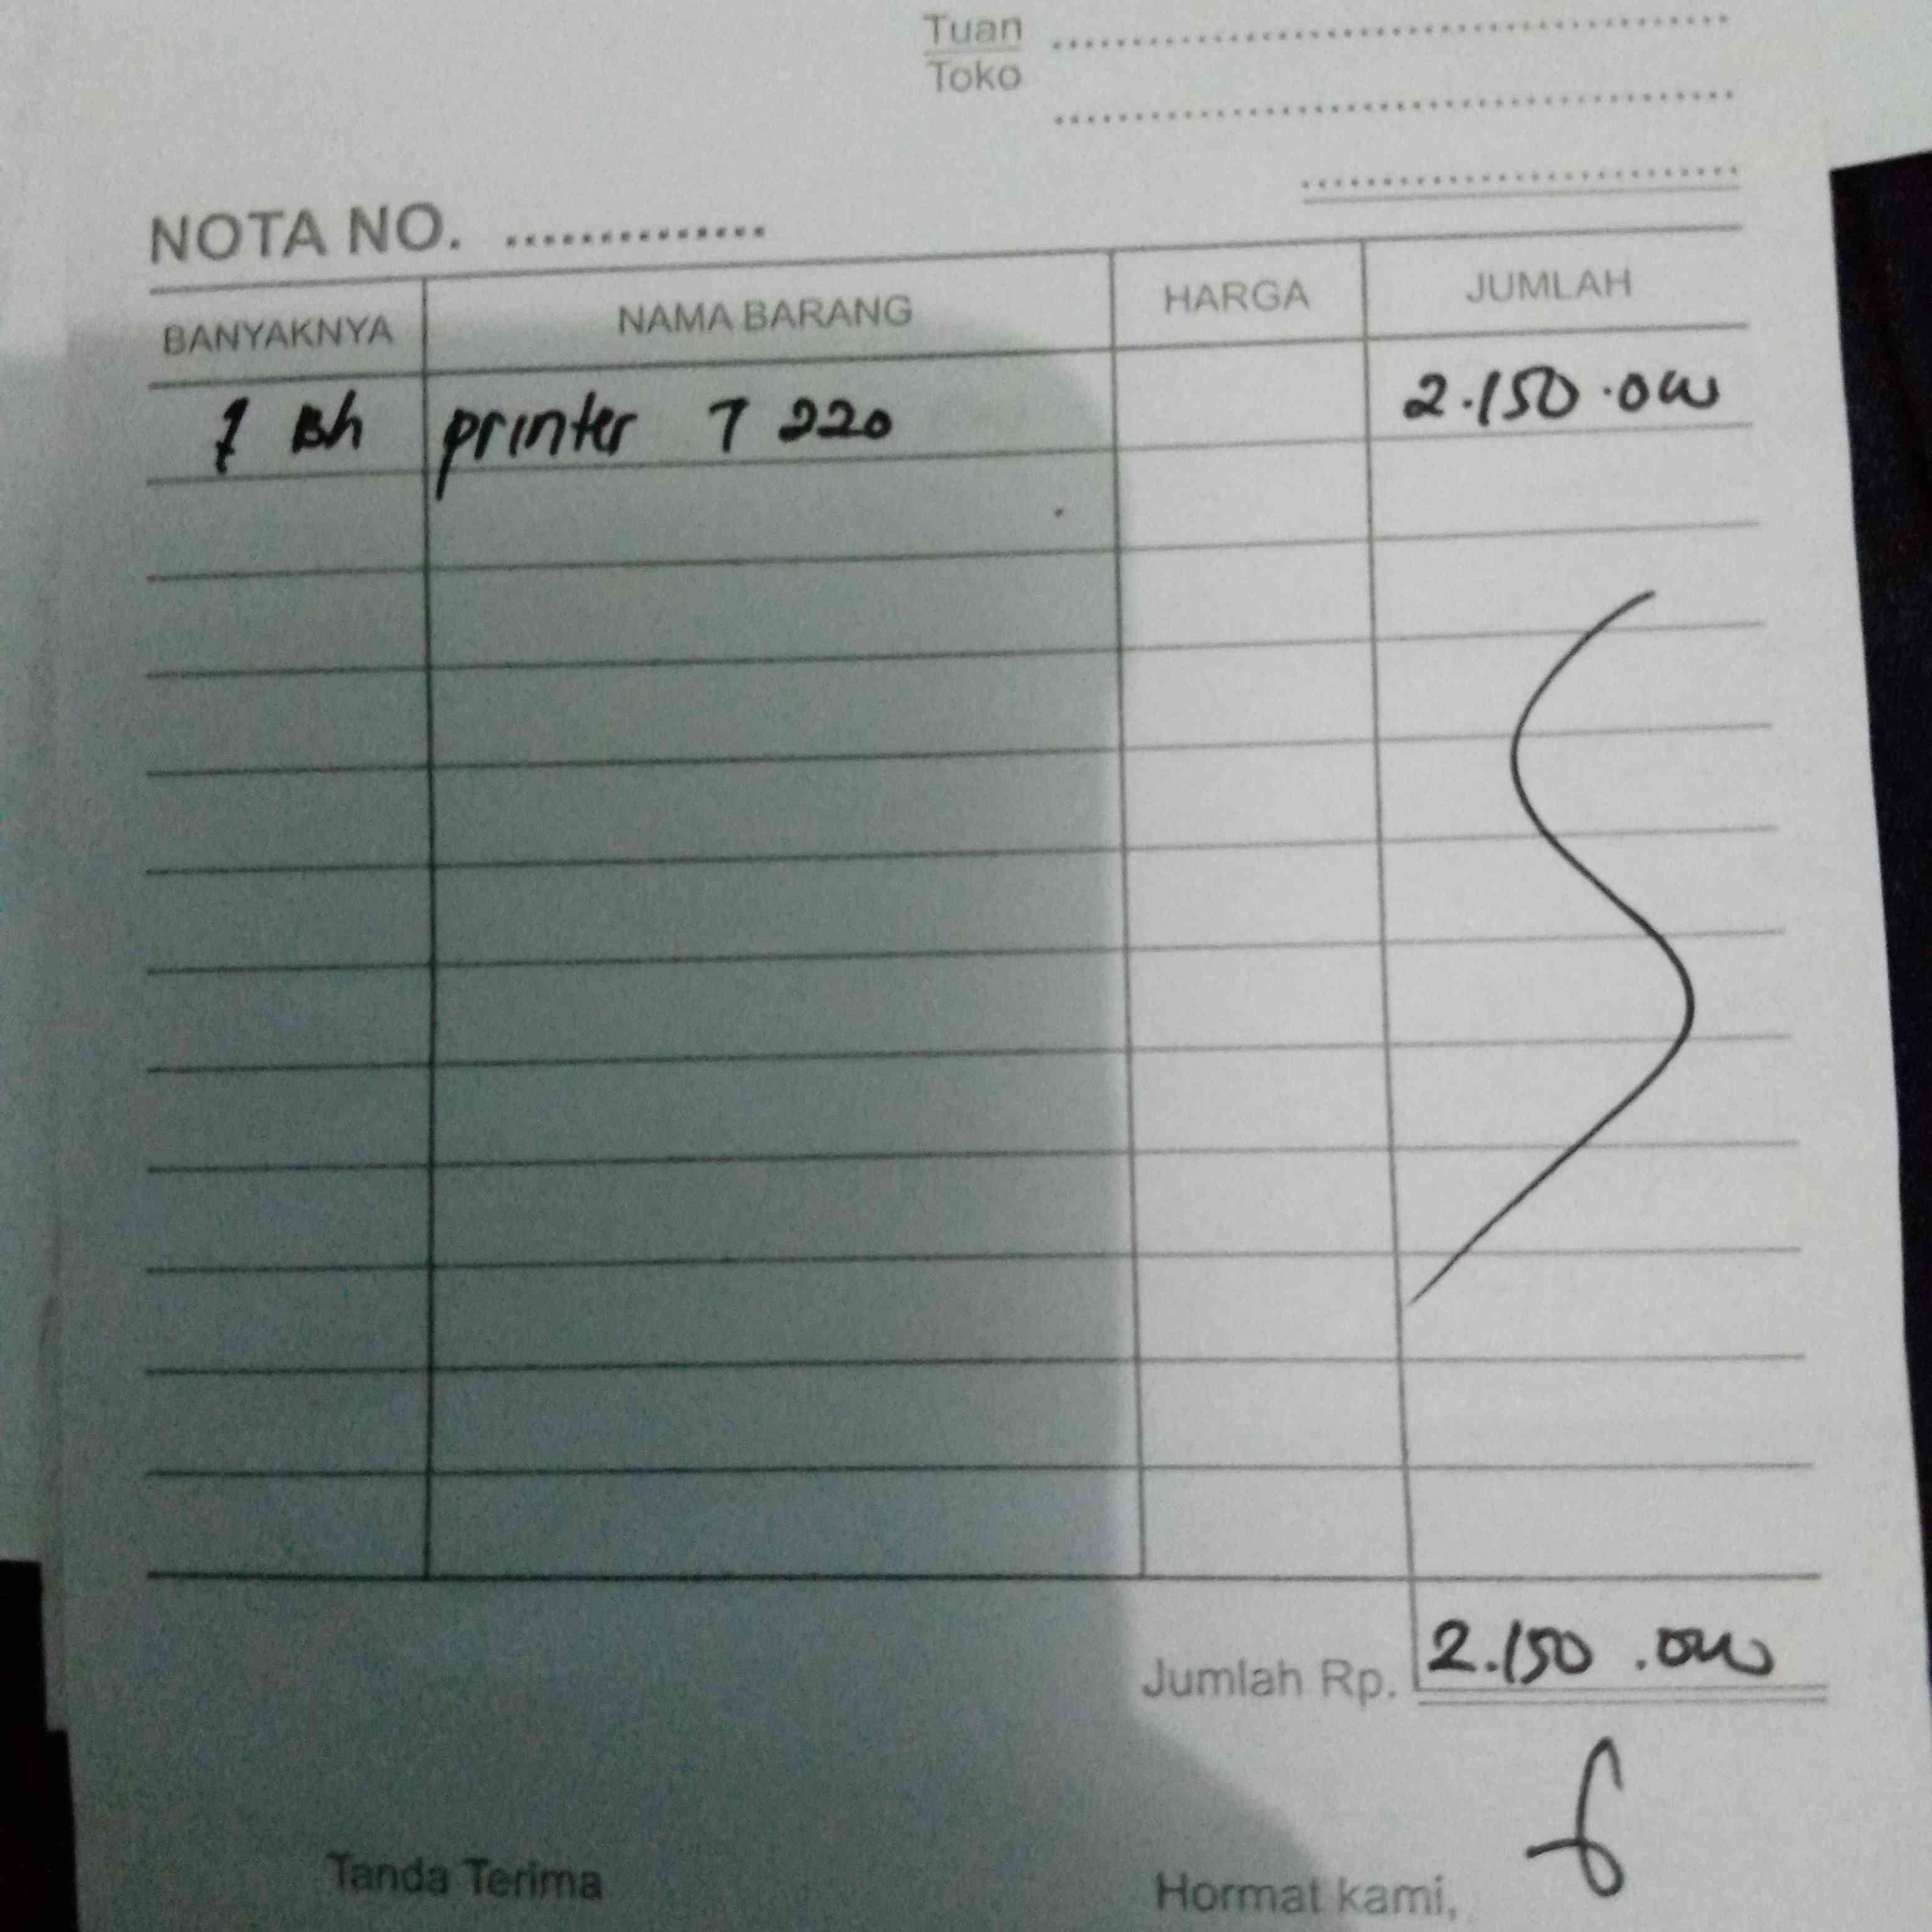 Tuan
Toko
NOTA NO. ...............
BANYAKNYA NAMA BARANG HARGA JUMLAH
1 Bh printer T 220 2.150.000
Jumlah Rp. 2.150.000
Tanda Terima Hormat kami,